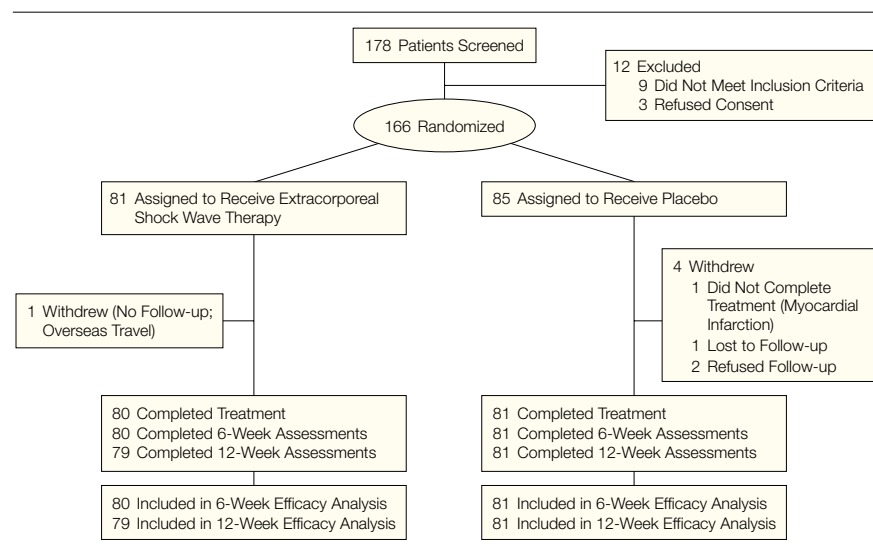 178 Patients Screened
12 Excluded
9 Did Not Meet Inclusion Criteria
3 Refused Consent
166 Randomized
81 Assigned to Receive Extracorporeal
Shock Wave Therapy
85 Assigned to Receive Placebo
4 Withdrew
1 Did Not Complete
Treatment (Myocardial
Infarction)
1 Lost to Follow-up
2 Refused Follow-up
1 Withdrew (No Follow-up;
Overseas Travel)
80 Completed Treatment
80 Completed 6-Week Assessments
79 Completed 12-Week Assessments
81 Completed Treatment
81 Completed 6-Week Assessments
81 Completed 12-Week Assessments
80 Included in 6-Week Efficacy Analysis
79 Included in 12-Week Efficacy Analysis
81 Included in 6-Week Efficacy Analysis
81 Included in 12-Week Efficacy Analysis